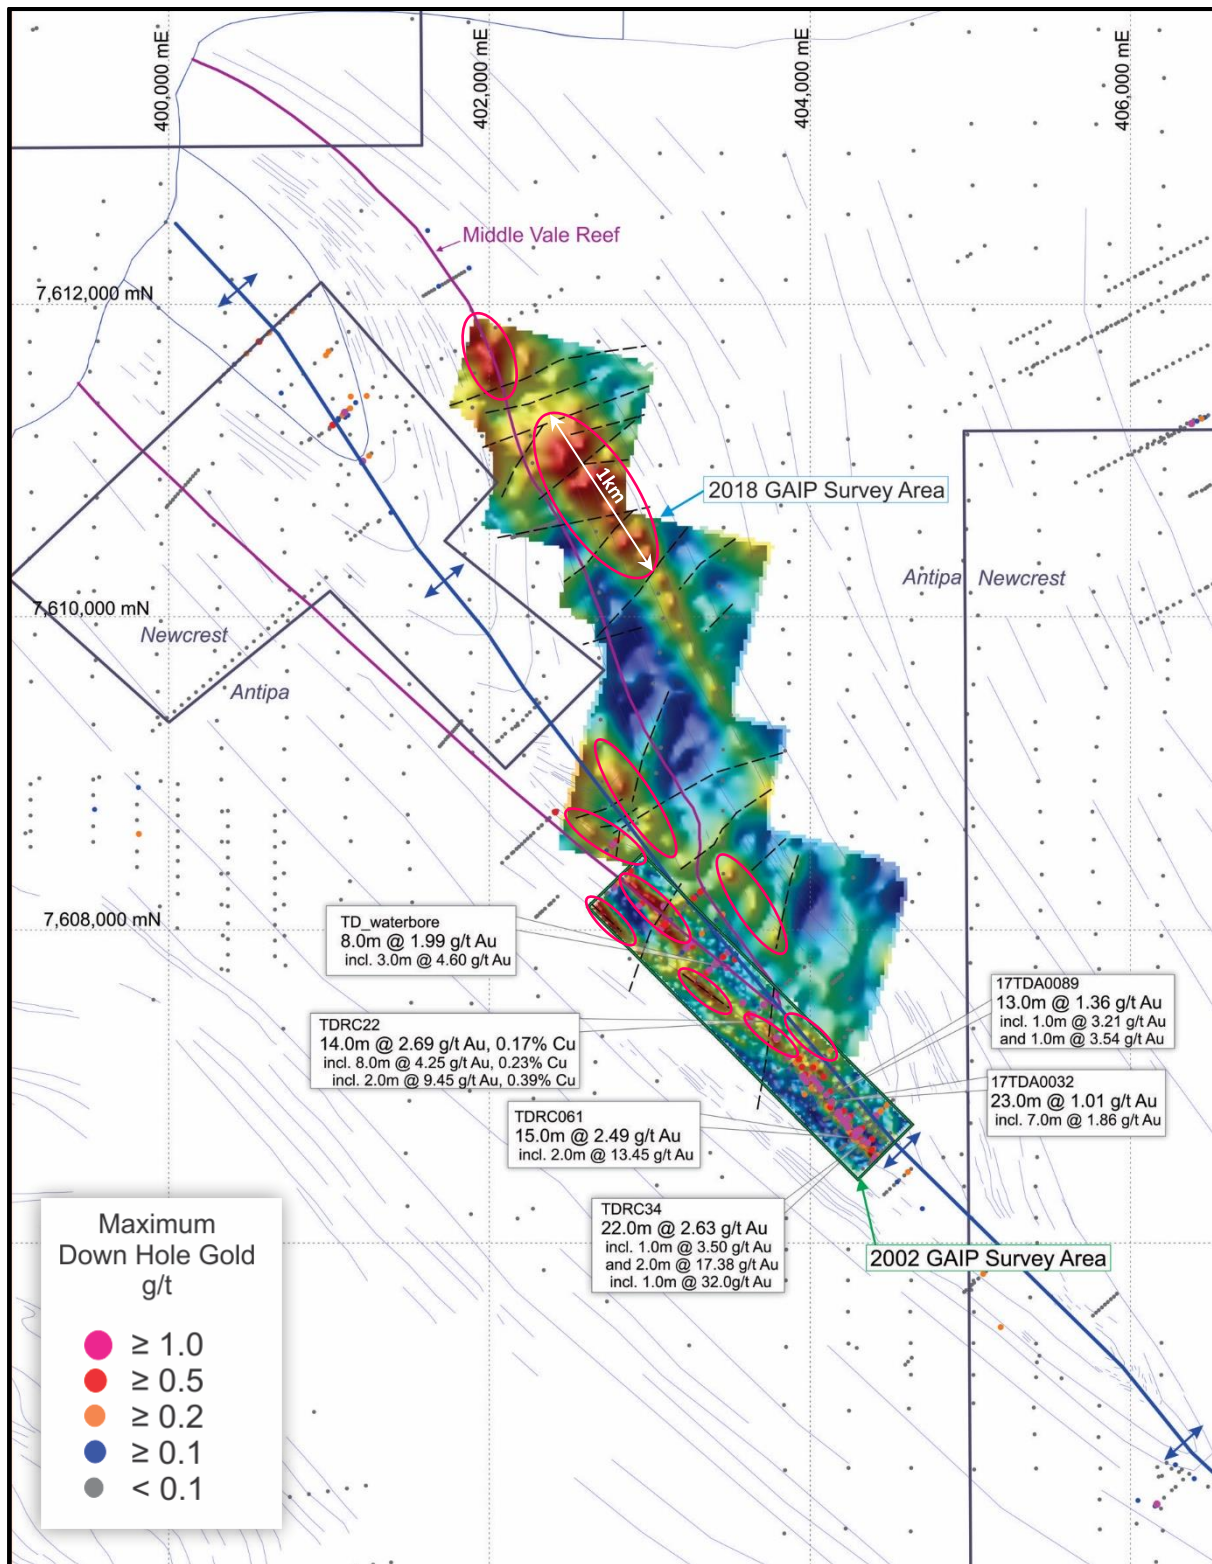 400,000 mE
402,000 mE
404,000 mE
406,000 mE
Middle Vale Reef
7,612,000 mN
1km
2018 GAIP Survey Area
Antipa
Newcrest
7,610,000 mN
Newcrest
Antipa
7,608,000 mN
TD_waterbore
8.0m @ 1.99 g/t Au
incl. 3.0m @ 4.60 g/t Au
17TDA0089
13.0m @ 1.36 g/t Au
incl. 1.0m @ 3.21 g/t Au
and 1.0m @ 3.54 g/t Au
TDRC22
14.0m @ 2.69 g/t Au, 0.17% Cu
incl. 8.0m @ 4.25 g/t Au, 0.23% Cu
incl. 2.0m @ 9.45 g/t Au, 0.39% Cu
17TDA0032
23.0m @ 1.01 g/t Au
incl. 7.0m @ 1.86 g/t Au
TDRC061
15.0m @ 2.49 g/t Au
incl. 2.0m @ 13.45 g/t Au
TDRC34
22.0m @ 2.63 g/t Au
incl. 1.0m @ 3.50 g/t Au
and 2.0m @ 17.38 g/t Au
incl. 1.0m @ 32.0g/t Au
2002 GAIP Survey Area
Maximum
Down Hole Gold
g/t
≥ 1.0
≥ 0.5
≥ 0.2
≥ 0.1
< 0.1